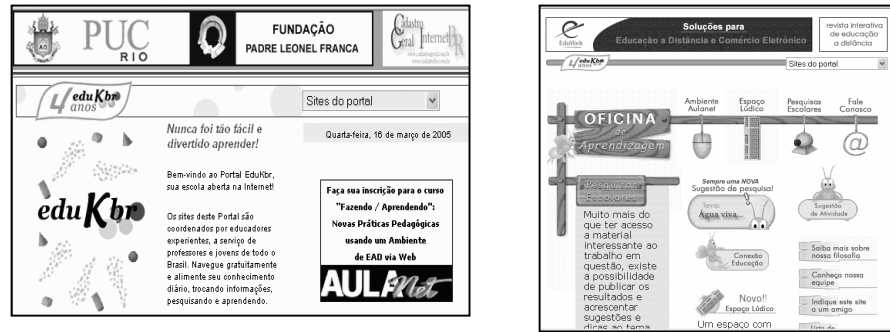 PUC
RIO
FUNDAÇÃO
PADRE LEONEL FRANCA
Cadastro
Geral Internet BR
4 anos eduKbr
Sites do portal
Nunca foi tão fácil e
divertido aprender!
Quarta-feira, 16 de março de 2005
Bem-vindo ao Portal EduKbr,
sua escola aberta na Internet!
Os sites deste Portal são
coordenados por educadores
experientes, a serviço de
professores e jovens de todo o
Brasil. Navegue gratuitamente
e alimente seu conhecimento
diário, trocando informações,
pesquisando e aprendendo.
eduKbr
Faça sua inscrição para o curso
"Fazendo / Aprendendo":
Novas Práticas Pedagógicas
usando um Ambiente
de EAD via Web
AULANet
EduWeb
Soluções para
Educação a Distância e Comércio Eletrônico
revista interativa
de educação
a distância
4 anos eduKbr
Sites do portal
OFICINA
de
Aprendizagem
Ambiente
Aulanet
Espaço
Lúdico
Pesquisas
Escolares
Fale
Conosco
Pesquisas
Escolares
Muito mais do
que ter acesso
a material
interessante ao
trabalho em
questão, existe
a possibilidade
de publicar os
resultados e
acrescentar
sugestões e
dicas ao tema
Sempre uma NOVA
Sugestão de pesquisa!
Tema:
Água viva...
Conexão
Educação
Novo!!
Espaço Lúdico
Um espaço com
Sugestão
de Atividade
Saiba mais sobre
nossa filosofia
Conheça nossa
equipe
Indique este site
a um amigo
Lista de